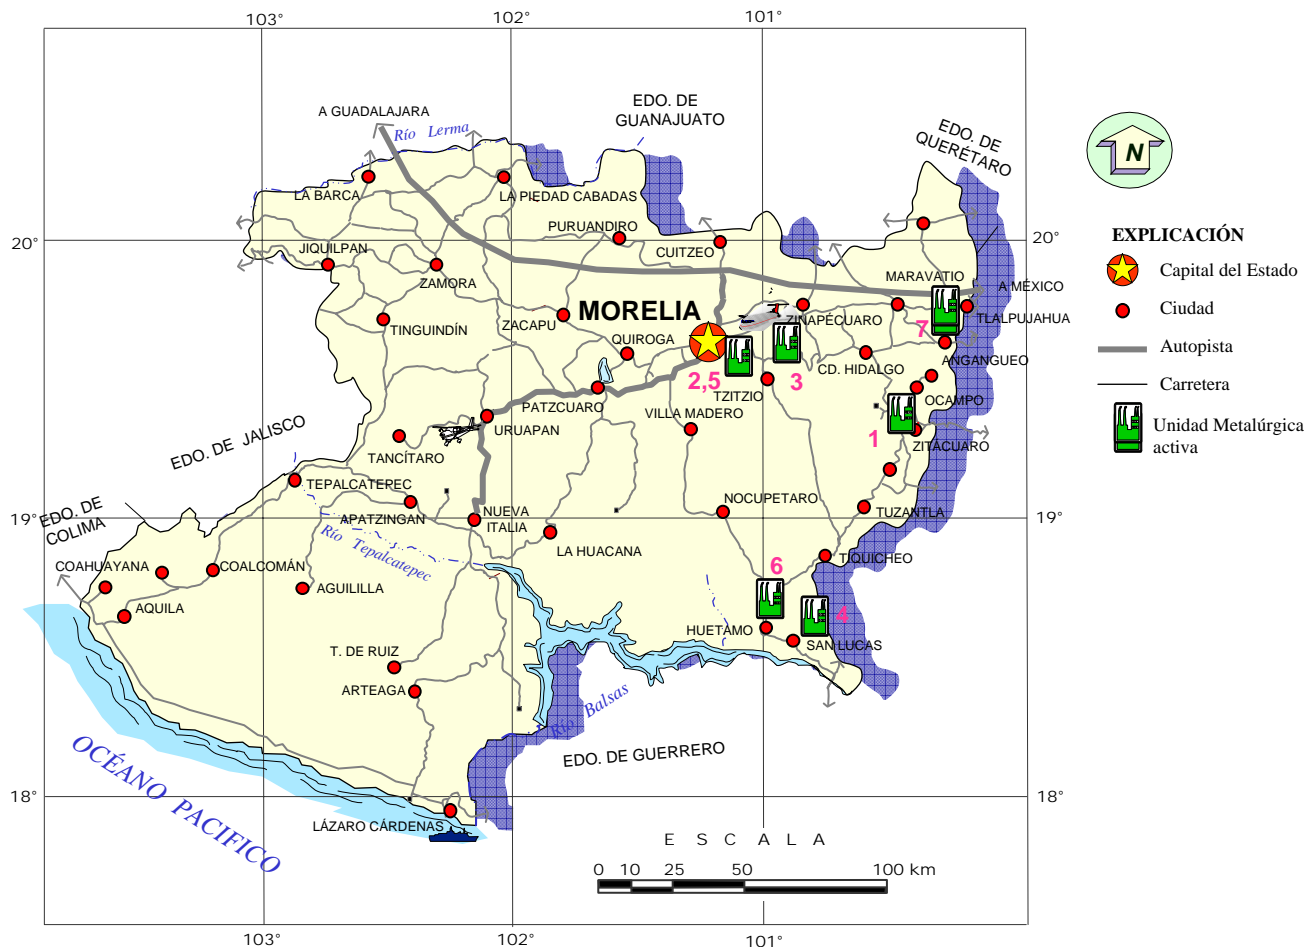 103°
102°
101°
A GUADALAJARA
Río Lerma
EDO. DE
GUANAJUATO
EDO. DE
QUERÉTARO
N
LA BARCA
LA PIEDAD CABADAS
PURUANDIRO
CUITZEO
20°
20°
JIQUILPAN
ZAMORA
MARAVATIO
A MÉXICO
EXPLICACIÓN
Capital del Estado
Ciudad
Autopista
Carretera
Unidad Metalúrgica
activa
TINGUINDÍN
ZACAPU
MORELIA
ZINAPÉCUARO
7
TLALPUJAHUA
QUIROGA
2,5
TZITZIO
3
CD. HIDALGO
ANGANGUEO
OCAMPO
PATZCUARO
VILLA MADERO
1
ZITÁCUARO
EDO. DE JALISCO
URUAPAN
TANCÍTARO
TEPALCATEPEC
APATZINGAN
NUEVA
ITALIA
NOCUPETARO
TUZANTLA
EDO. DE
COLIMA
19°
19°
Río Tepalcatepec
LA HUACANA
TIQUICHEO
COAHUAYANA
COALCOMÁN
AGUILILLA
6
AQUILA
4
HUETAMO
SAN LUCAS
T. DE RUIZ
ARTEAGA
Río Balsas
EDO. DE GUERRERO
OCÉANO PACIFICO
18°
18°
LÁZARO CÁRDENAS
E S C A L A
0 10 25 50 100 km
103°
102°
101°